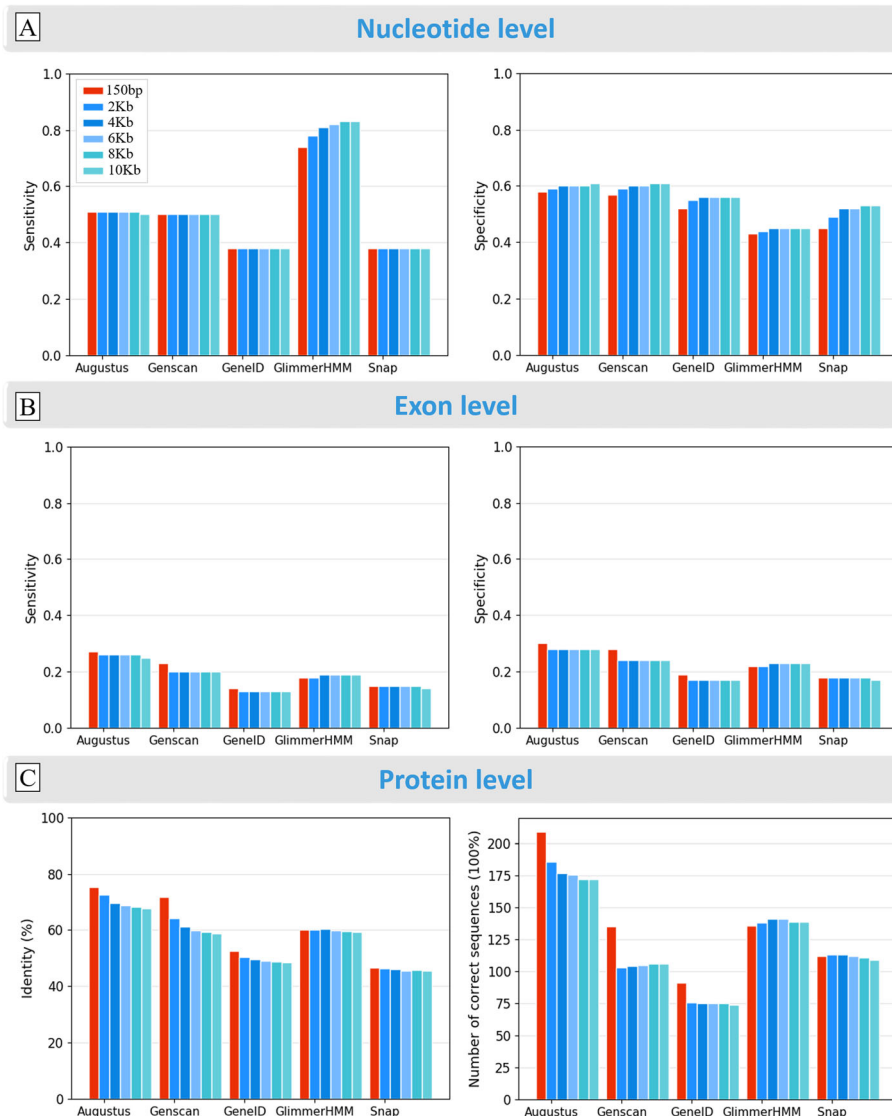 A
Nucleotide level
1.0
0.8
0.6
0.4
0.2
0.0
Sensitivity
150bp
2Kb
4Kb
6Kb
8Kb
10Kb
Augustus Genscan GeneID GlimmerHMM Snap
1.0
0.8
0.6
0.4
0.2
0.0
Specificity
Augustus Genscan GeneID GlimmerHMM Snap
B
Exon level
1.0
0.8
0.6
0.4
0.2
0.0
Sensitivity
Augustus Genscan GeneID GlimmerHMM Snap
1.0
0.8
0.6
0.4
0.2
0.0
Specificity
Augustus Genscan GeneID GlimmerHMM Snap
C
Protein level
100
80
60
40
20
0
Identity (%)
Augustus Genscan GeneID GlimmerHMM Snap
200
175
150
125
100
75
50
25
0
Number of correct sequences (100%)
Augustus Genscan GeneID GlimmerHMM Snap